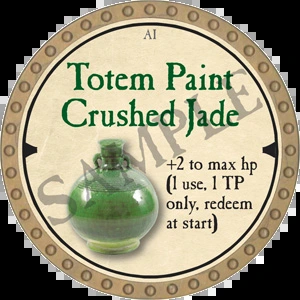 AI
Totem Paint
Crushed Jade
+2 to max hp
(1 use, 1 TP
only, redeem
at start)
SAMPLE